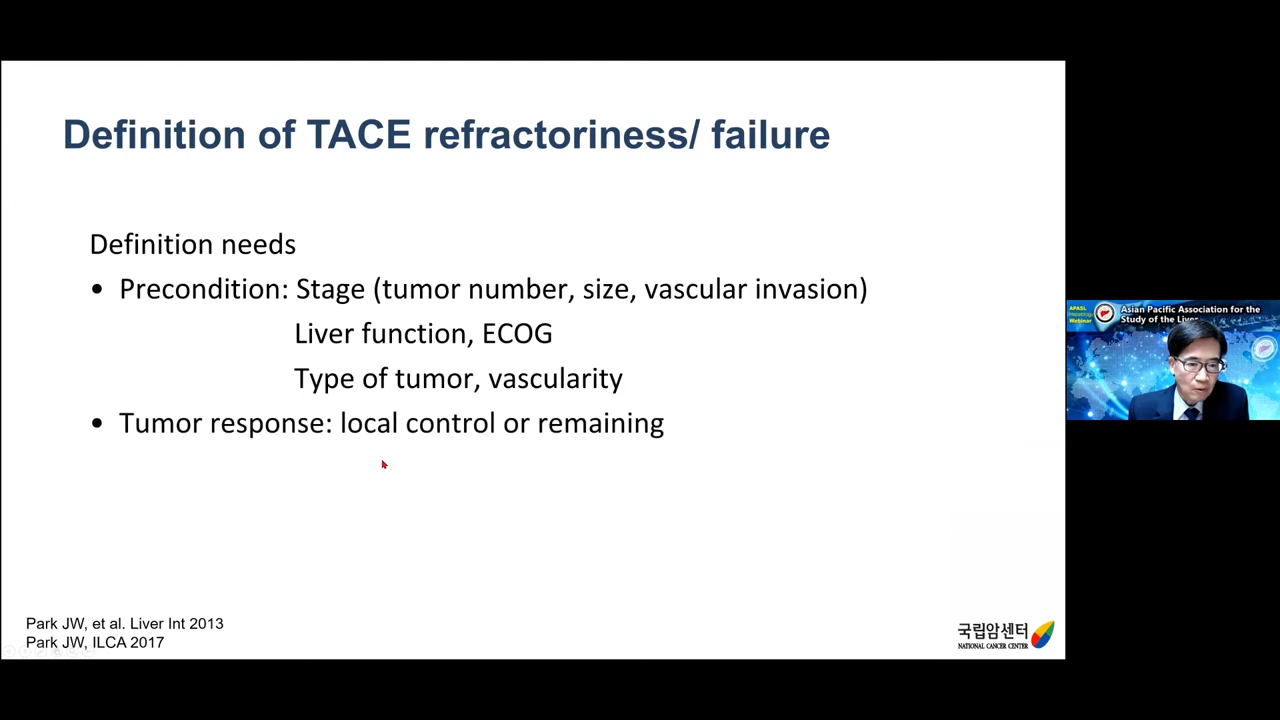 Definition of TACE refractoriness/ failure
Definition needs
• Precondition: Stage (tumor number, size, vascular invasion)
Liver function, ECOG
Type of tumor, vascularity
• Tumor response: local control or remaining
Park JW, et al. Liver Int 2013
Park JW, ILCA 2017
국립암센터
NATIONAL CANCER CENTER
APASL
Hepatology
Webinar
Asian Pacific Association for the
Study of the Liver